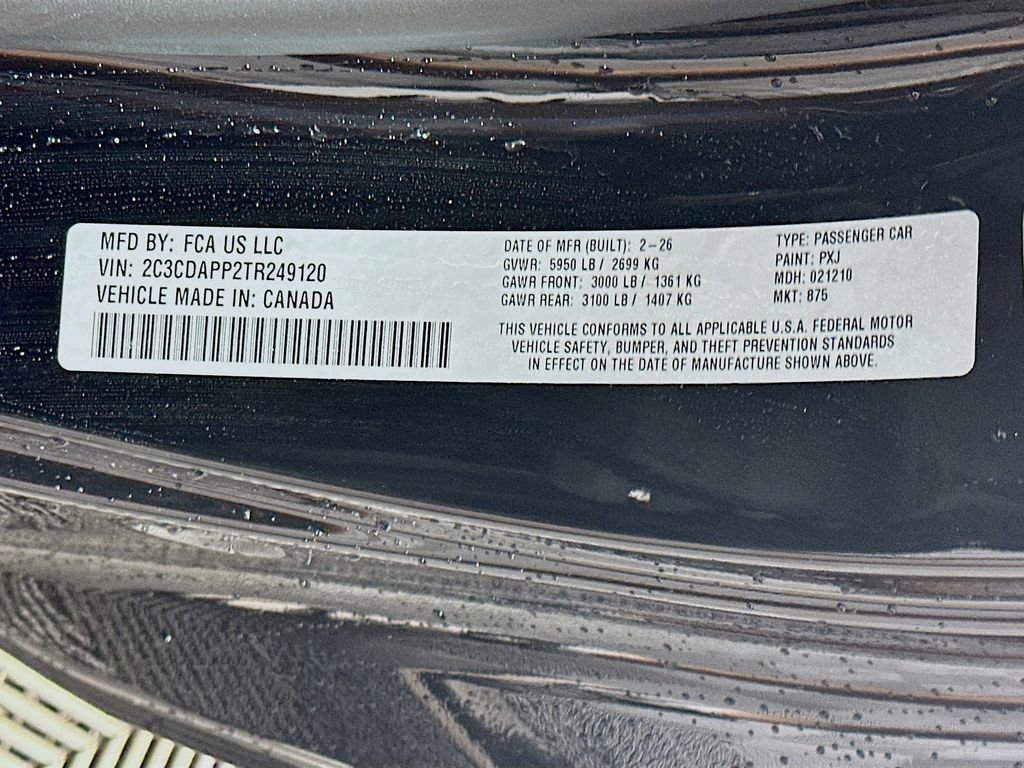 MFD BY: FCA US LLC
VIN: 2C3CDAPP2TR249120
VEHICLE MADE IN: CANADA
DATE OF MFR (BUILT): 2-26
GVWR: 5950 LB / 2699 KG
GAWR FRONT: 3000 LB / 1361 KG
GAWR REAR: 3100 LB / 1407 KG
TYPE: PASSENGER CAR
PAINT: PXJ
MDH: 021210
MKT: 875
THIS VEHICLE CONFORMS TO ALL APPLICABLE U.S.A. FEDERAL MOTOR
VEHICLE SAFETY, BUMPER, AND THEFT PREVENTION STANDARDS
IN EFFECT ON THE DATE OF MANUFACTURE SHOWN ABOVE.